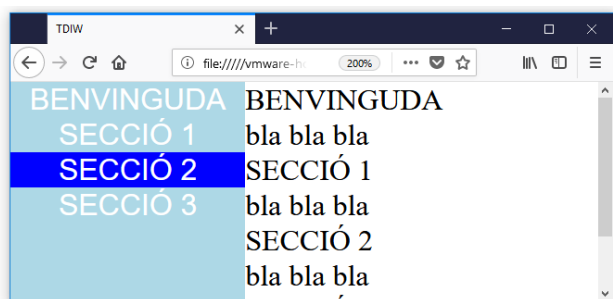 TDIW
file://///vmware-h
200%
BENVINGUDA
SECCIÓ 1
SECCIÓ 2
SECCIÓ 3
BENVINGUDA
bla bla bla
SECCIÓ 1
bla bla bla
SECCIÓ 2
bla bla bla